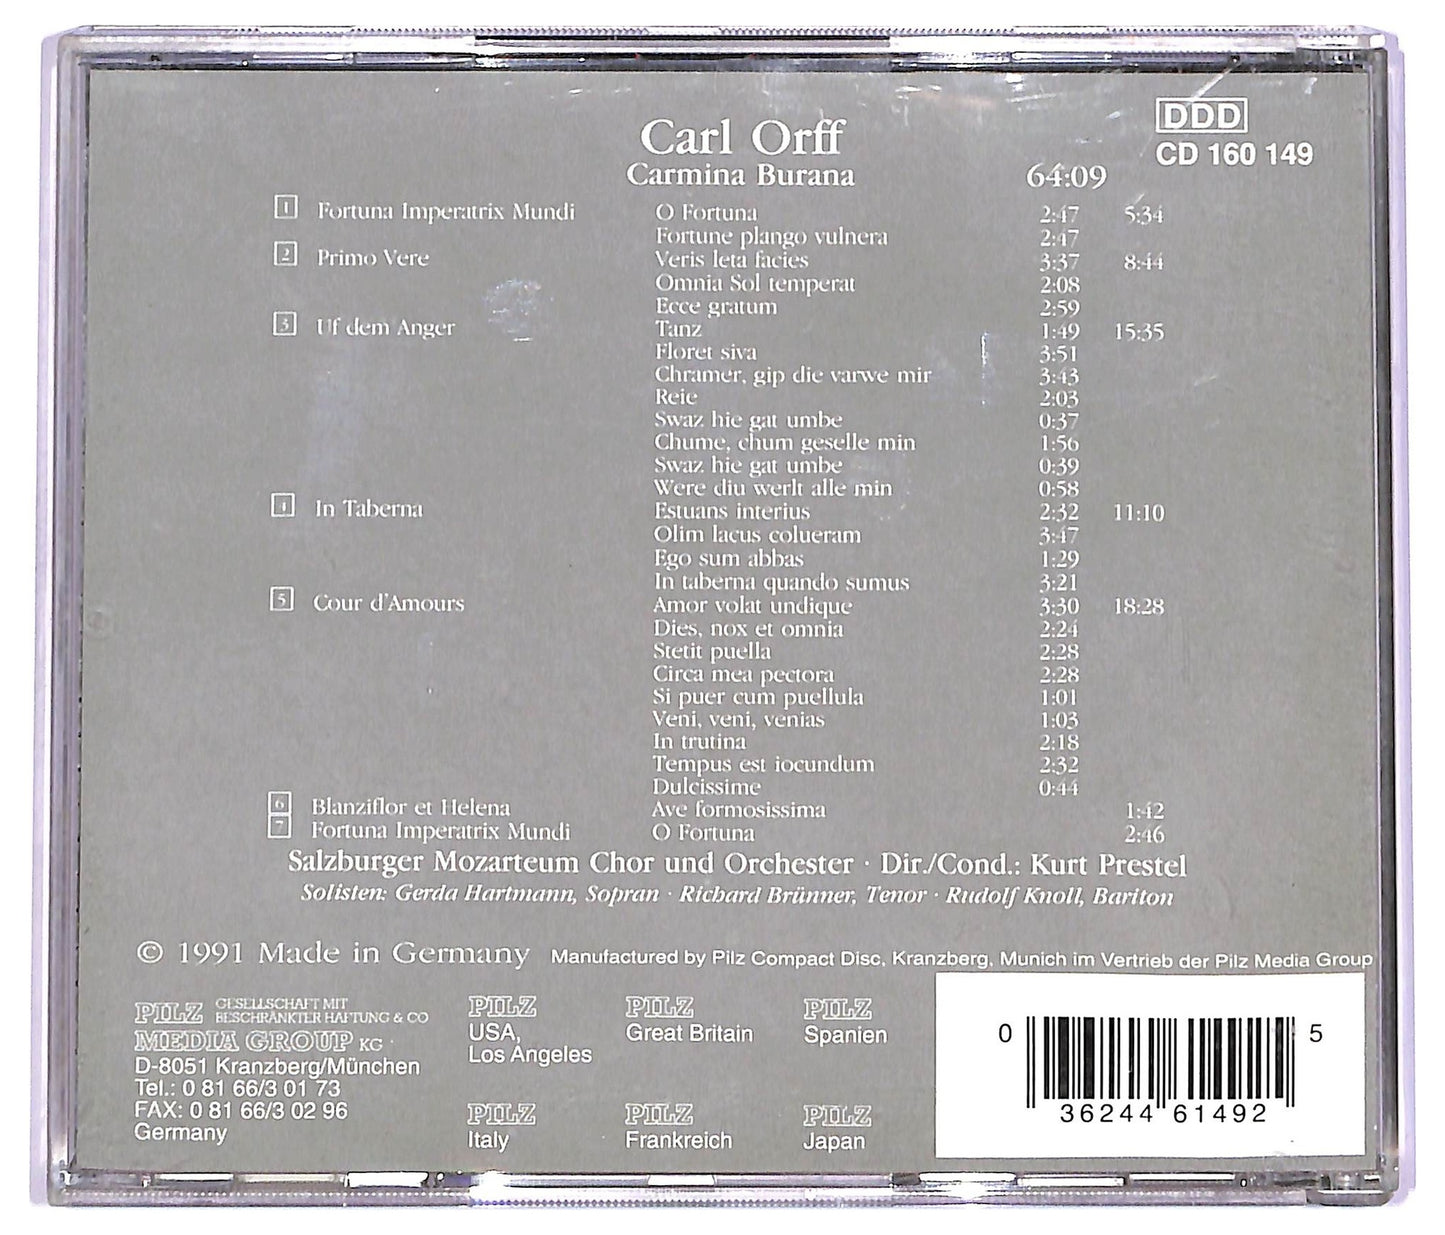 DDD
CD 160 149
Carl Orff
Carmina Burana 64:09
1 Fortuna Imperatrix Mundi O Fortuna 2:47 5:34
Fortune plango vulnera 2:47
2 Primo Vere Veris leta facies 3:37 8:44
Omnia Sol temperat 2:08
Ecce gratum 2:59
3 Uf dem Anger Tanz 1:49 15:35
Floret siva 3:51
Chramer, gip die varwe mir 3:43
Reie 2:03
Swaz hie gat umbe 0:37
Chume, chum geselle min 1:56
Swaz hie gat umbe 0:39
Were diu werlt alle min 0:58
4 In Taberna Estuans interius 2:32 11:10
Olim lacus colueram 3:47
Ego sum abbas 1:29
In taberna quando sumus 3:21
5 Cour d'Amours Amor volat undique 3:30 18:28
Dies, nox et omnia 2:24
Stetit puella 2:28
Circa mea pectora 2:28
Si puer cum puellula 1:01
Veni, veni, venias 1:03
In trutina 2:18
Tempus est iocundum 2:32
Dulcissime 0:44
6 Blanziflor et Helena Ave formosissima 1:42
7 Fortuna Imperatrix Mundi O Fortuna 2:46
Salzburger Mozarteum Chor und Orchester · Dir./Cond.: Kurt Prestel
Solisten: Gerda Hartmann, Sopran · Richard Brünner, Tenor · Rudolf Knoll, Bariton
© 1991 Made in Germany Manufactured by Pilz Compact Disc, Kranzberg, Munich im Vertrieb der Pilz Media Group
PILZ GESELLSCHAFT MIT
BESCHRÄNKTER HAFTUNG & CO
MEDIA GROUP KG
D-8051 Kranzberg/München
Tel.: 0 81 66/3 01 73
FAX: 0 81 66/3 02 96
Germany
PILZ
USA,
Los Angeles
PILZ
Great Britain
PILZ
Spanien
PILZ
Italy
PILZ
Frankreich
PILZ
Japan
0 36244 61492 5